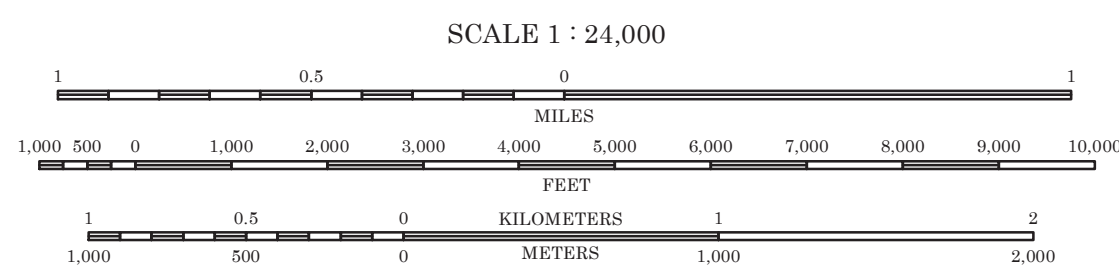 SCALE 1 : 24,000
1 0.5 0 1
MILES
1,000 500 0 1,000 2,000 3,000 4,000 5,000 6,000 7,000 8,000 9,000 10,000
FEET
1 0.5 0 KILOMETERS 1 2
1,000 500 0 METERS 1,000 2,000